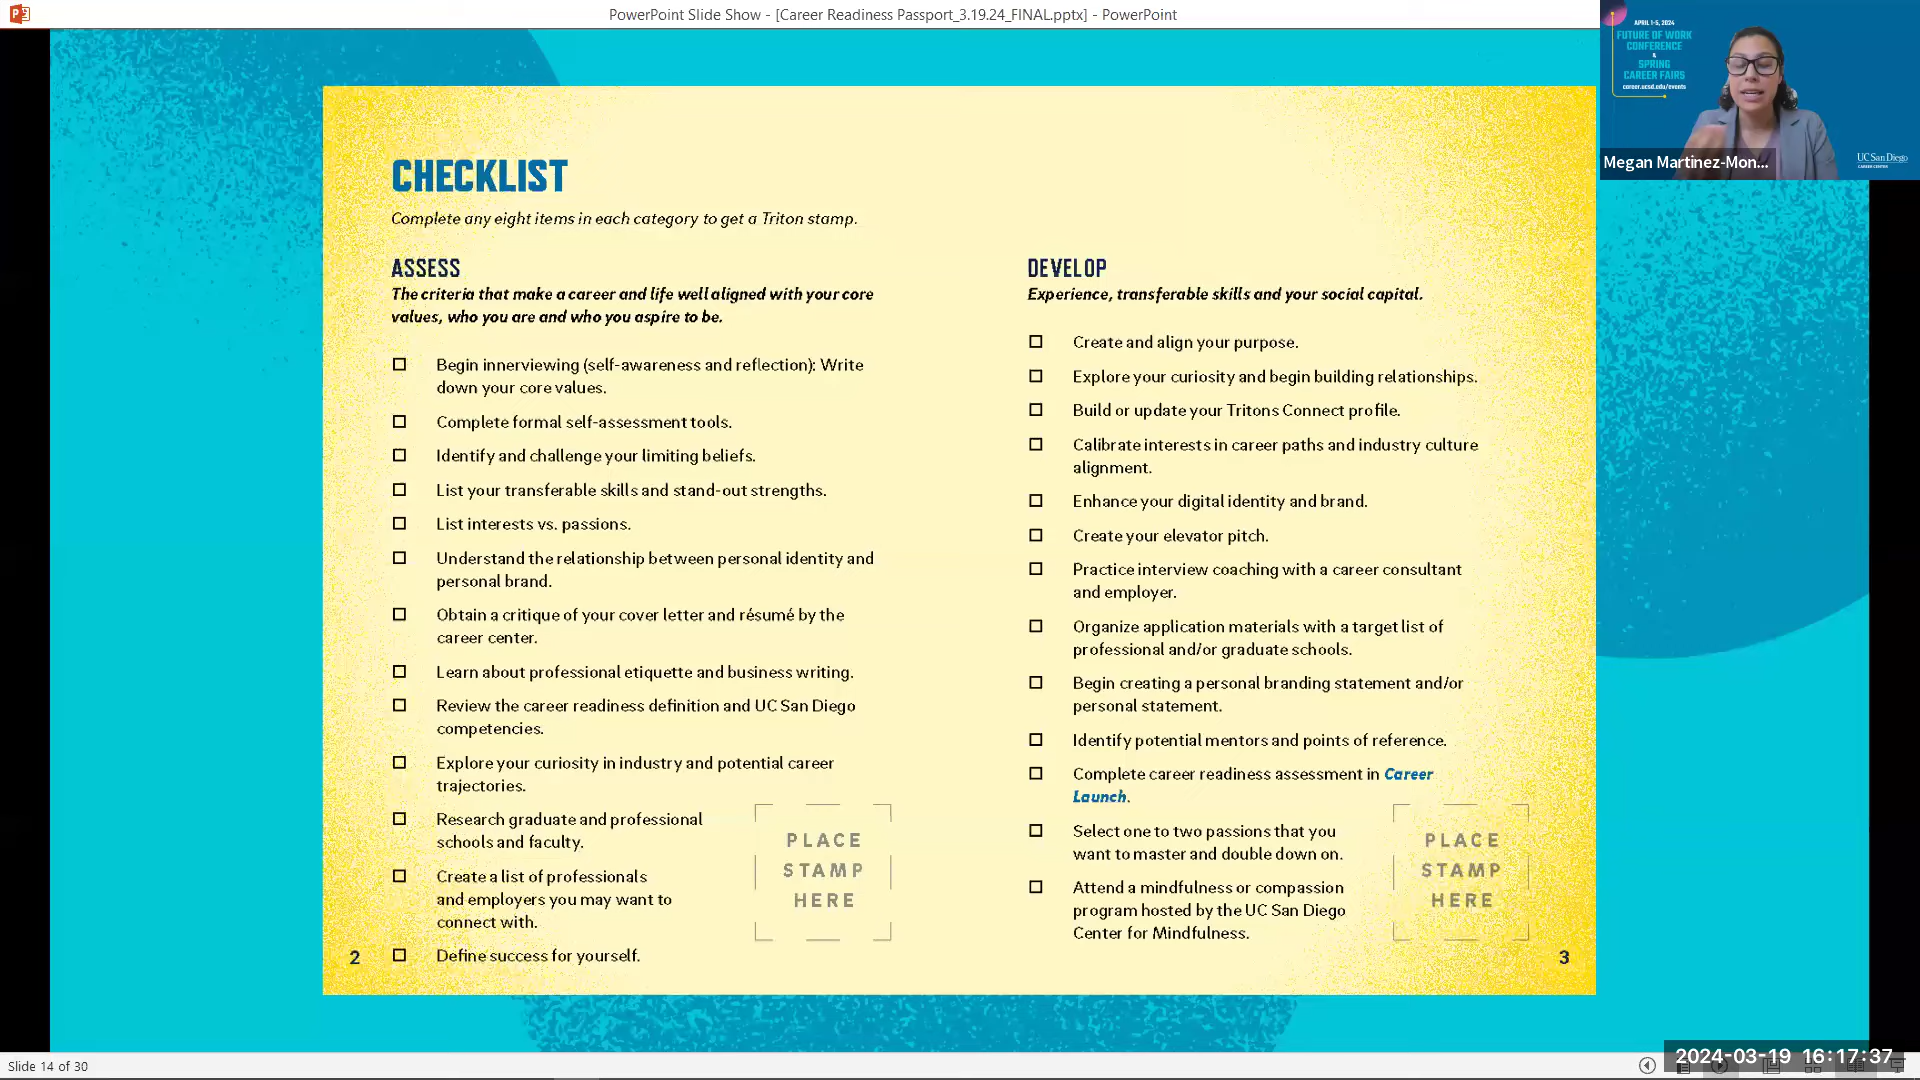 PowerPoint Slide Show - [Career Readiness Passport_3.19.24_FINAL.pptx] - PowerPoint
APRIL 1-5, 2024
FUTURE OF WORK
CONFERENCE
&
SPRING
CAREER FAIRS
career.ucsd.edu/events
Megan Martinez-Mon...
UC San Diego
CAREER CENTER
CHECKLIST
Complete any eight items in each category to get a Triton stamp.
ASSESS
The criteria that make a career and life well aligned with your core
values, who you are and who you aspire to be.
Begin innerviewing (self-awareness and reflection): Write
down your core values.
Complete formal self-assessment tools.
Identify and challenge your limiting beliefs.
List your transferable skills and stand-out strengths.
List interests vs. passions.
Understand the relationship between personal identity and
personal brand.
Obtain a critique of your cover letter and résumé by the
career center.
Learn about professional etiquette and business writing.
Review the career readiness definition and UC San Diego
competencies.
Explore your curiosity in industry and potential career
trajectories.
Research graduate and professional
schools and faculty.
Create a list of professionals
and employers you may want to
connect with.
Define success for yourself.
PLACE
STAMP
HERE
2
DEVELOP
Experience, transferable skills and your social capital.
Create and align your purpose.
Explore your curiosity and begin building relationships.
Build or update your Tritons Connect profile.
Calibrate interests in career paths and industry culture
alignment.
Enhance your digital identity and brand.
Create your elevator pitch.
Practice interview coaching with a career consultant
and employer.
Organize application materials with a target list of
professional and/or graduate schools.
Begin creating a personal branding statement and/or
personal statement.
Identify potential mentors and points of reference.
Complete career readiness assessment in Career
Launch.
Select one to two passions that you
want to master and double down on.
Attend a mindfulness or compassion
program hosted by the UC San Diego
Center for Mindfulness.
PLACE
STAMP
HERE
3
Slide 14 of 30
2024-03-19 16:17:37